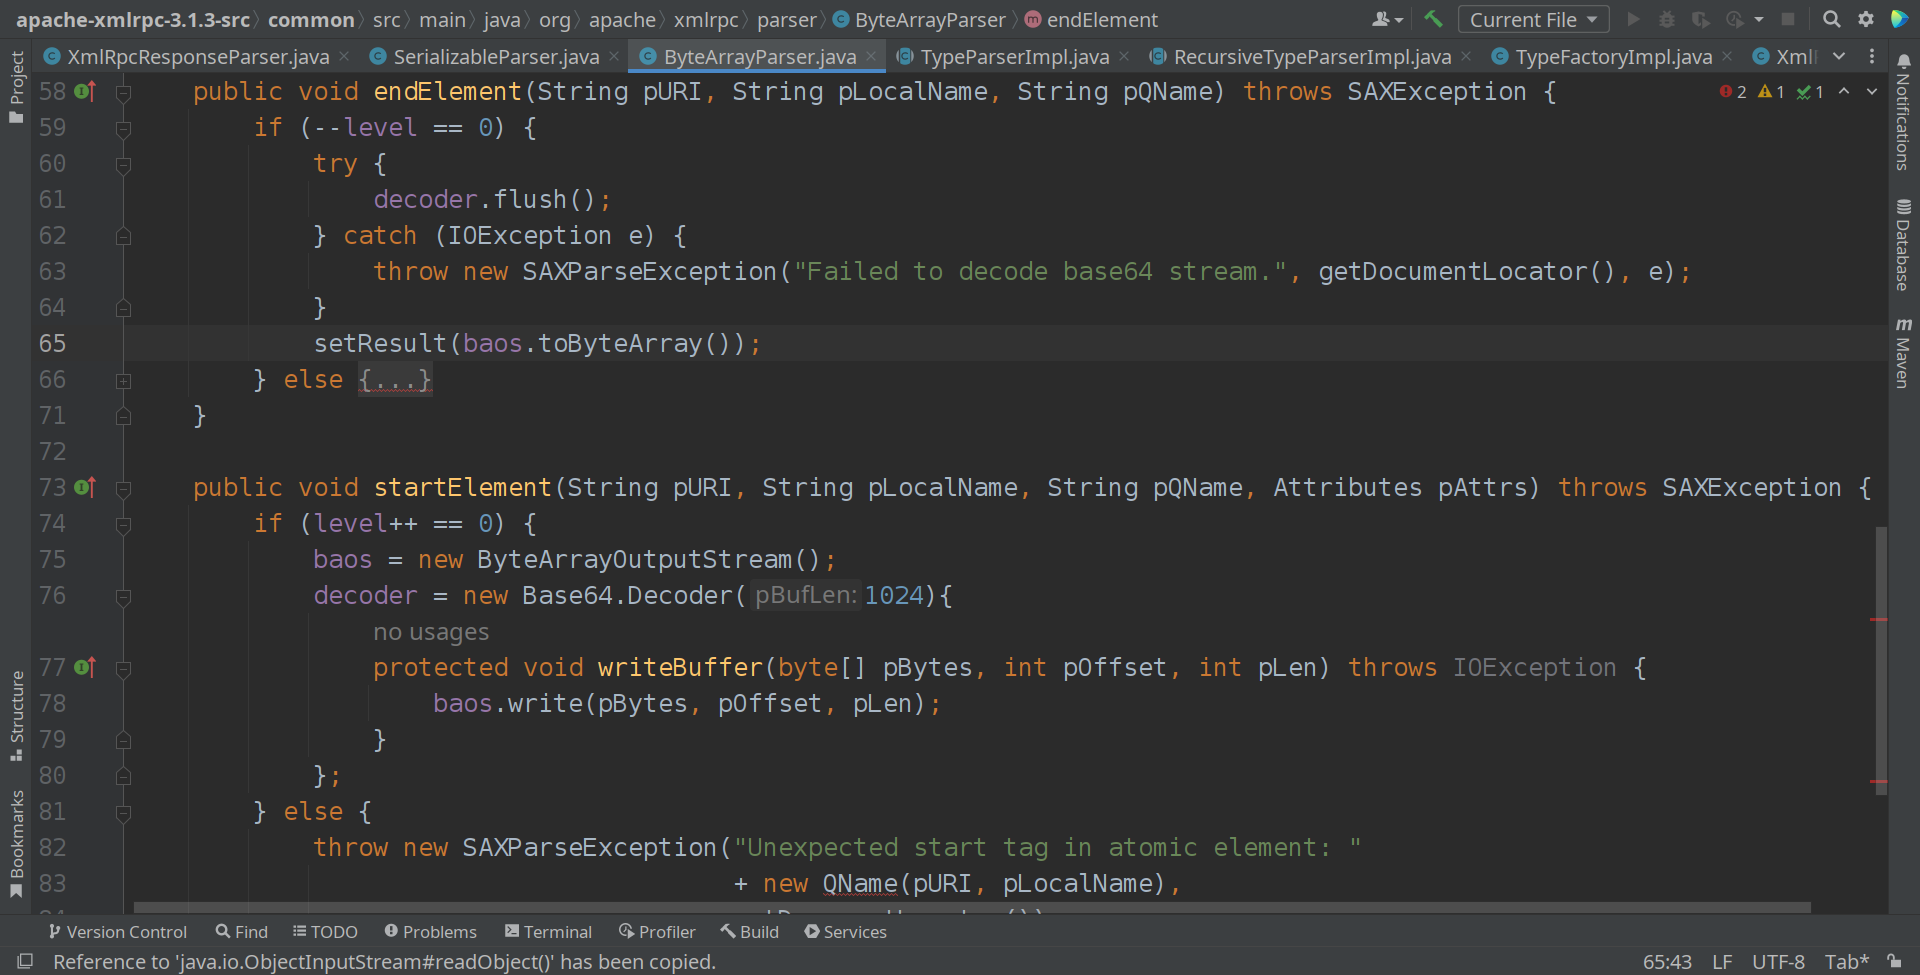 apache-xmlrpc-3.1.3-src common src main java org apache xmlrpc parser ByteArrayParser endElement Current File
XmlRpcResponseParser.java SerializableParser.java ByteArrayParser.java TypeParserImpl.java RecursiveTypeParserImpl.java TypeFactoryImpl.java Xml
Project
58 public void endElement(String pURI, String pLocalName, String pQName) throws SAXException { 2 1 1
59 if (--level == 0) {
60 try {
61 decoder.flush();
62 } catch (IOException e) {
63 throw new SAXParseException("Failed to decode base64 stream.", getDocumentLocator(), e);
64 }
65 setResult(baos.toByteArray());
66 } else {...}
71 }
72
73 public void startElement(String pURI, String pLocalName, String pQName, Attributes pAttrs) throws SAXException {
74 if (level++ == 0) {
75 baos = new ByteArrayOutputStream();
76 decoder = new Base64.Decoder( pBufLen: 1024){
no usages
77 protected void writeBuffer(byte[] pBytes, int pOffset, int pLen) throws IOException {
78 baos.write(pBytes, pOffset, pLen);
79 }
80 };
81 } else {
82 throw new SAXParseException("Unexpected start tag in atomic element: "
83 + new QName(pURI, pLocalName),
Structure
Bookmarks
Notifications
Database
m Maven
Version Control Find TODO Problems Terminal Profiler Build Services
Reference to 'java.io.ObjectInputStream#readObject()' has been copied. 65:43 LF UTF-8 Tab*